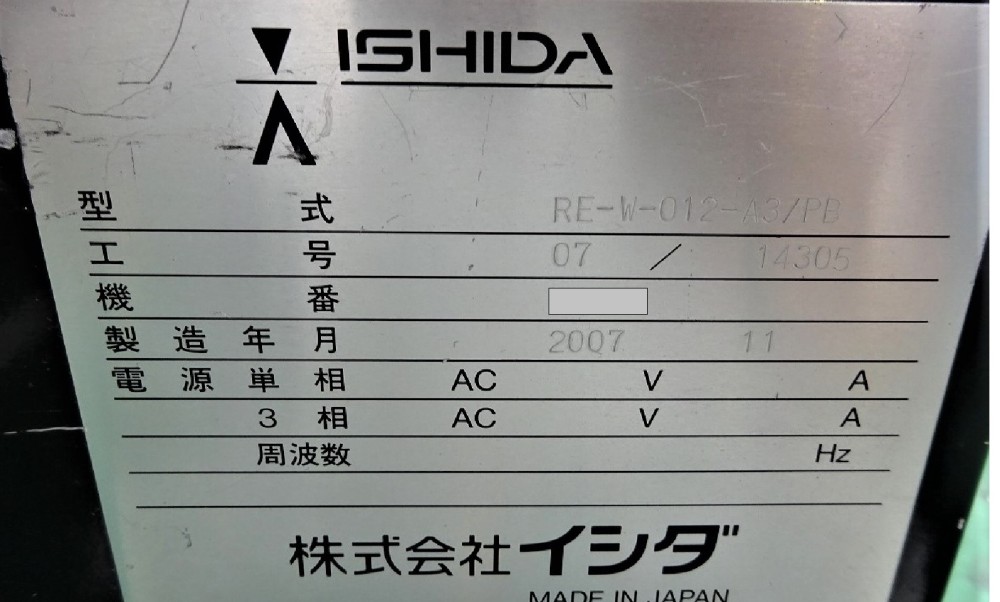 ISHIDA
型式 RE-W-012-A3/PB
工号 07 / 14305
機番
製造年月 2007 11
電源単相 AC V A
3相 AC V A
周波数 Hz
株式会社イシダ
MADE IN JAPAN